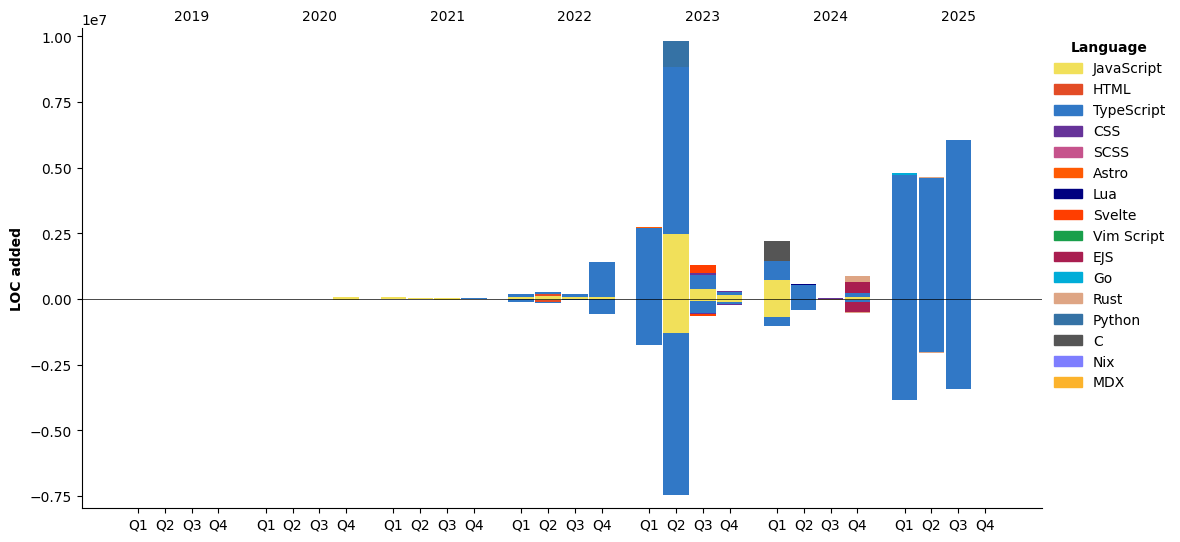 1e7
2019 2020 2021 2022 2023 2024 2025
1.00
0.75
0.50
0.25
0.00
−0.25
−0.50
−0.75
LOC added
Q1 Q2 Q3 Q4 Q1 Q2 Q3 Q4 Q1 Q2 Q3 Q4 Q1 Q2 Q3 Q4 Q1 Q2 Q3 Q4 Q1 Q2 Q3 Q4 Q1 Q2 Q3 Q4
Language
JavaScript
HTML
TypeScript
CSS
SCSS
Astro
Lua
Svelte
Vim Script
EJS
Go
Rust
Python
C
Nix
MDX